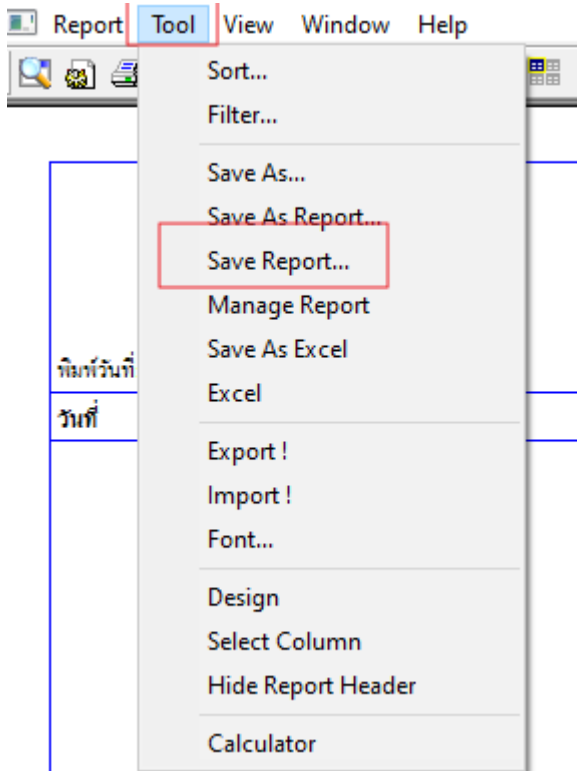 Report Tool View Window Help
Sort...
Filter...
Save As...
Save As Report...
Save Report...
Manage Report
Save As Excel
พิมพ์วันที่
Excel
วันที่
Export !
Import !
Font...
Design
Select Column
Hide Report Header
Calculator